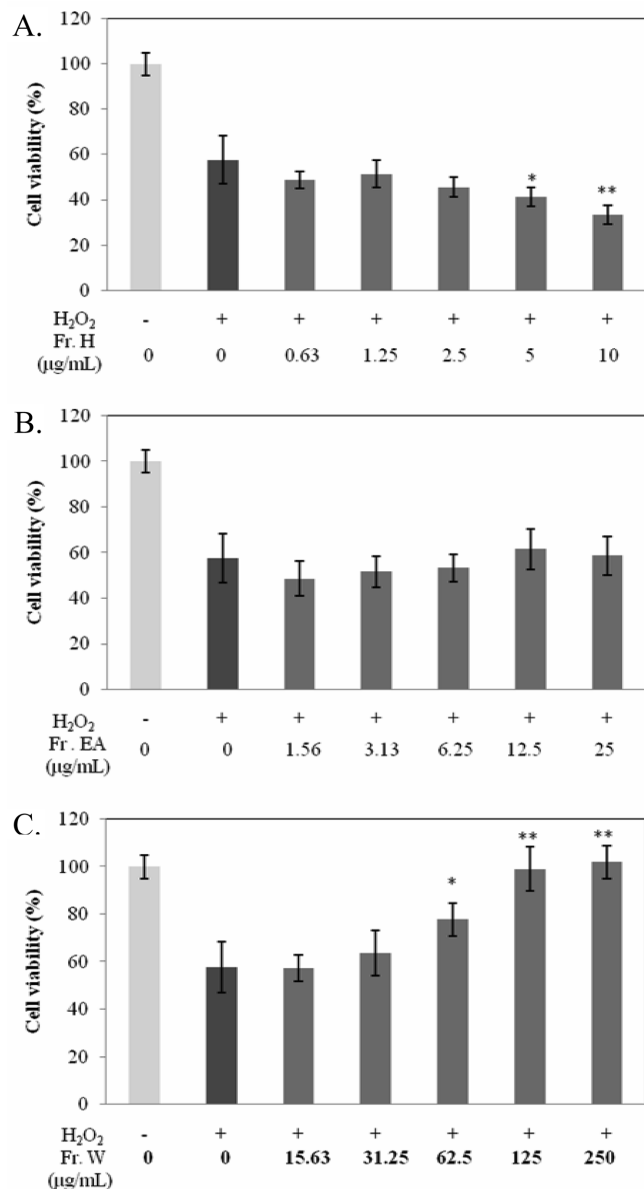 A.
120
100
80
60
40
20
0
Cell viability (%)
* **
H₂O₂ - + + + + + +
Fr. H
(µg/mL) 0 0 0.63 1.25 2.5 5 10
B.
120
100
80
60
40
20
0
Cell viability (%)
H₂O₂ - + + + + + +
Fr . EA 0 0 1.56 3.13 6.25 12.5 25
(µg/mL)
C.
120
100
80
60
40
20
0
Cell viability (%)
* ** **
H₂O₂ - + + + + + +
Fr. W 0 0 15.63 31.25 62.5 125 250
(µg/mL)